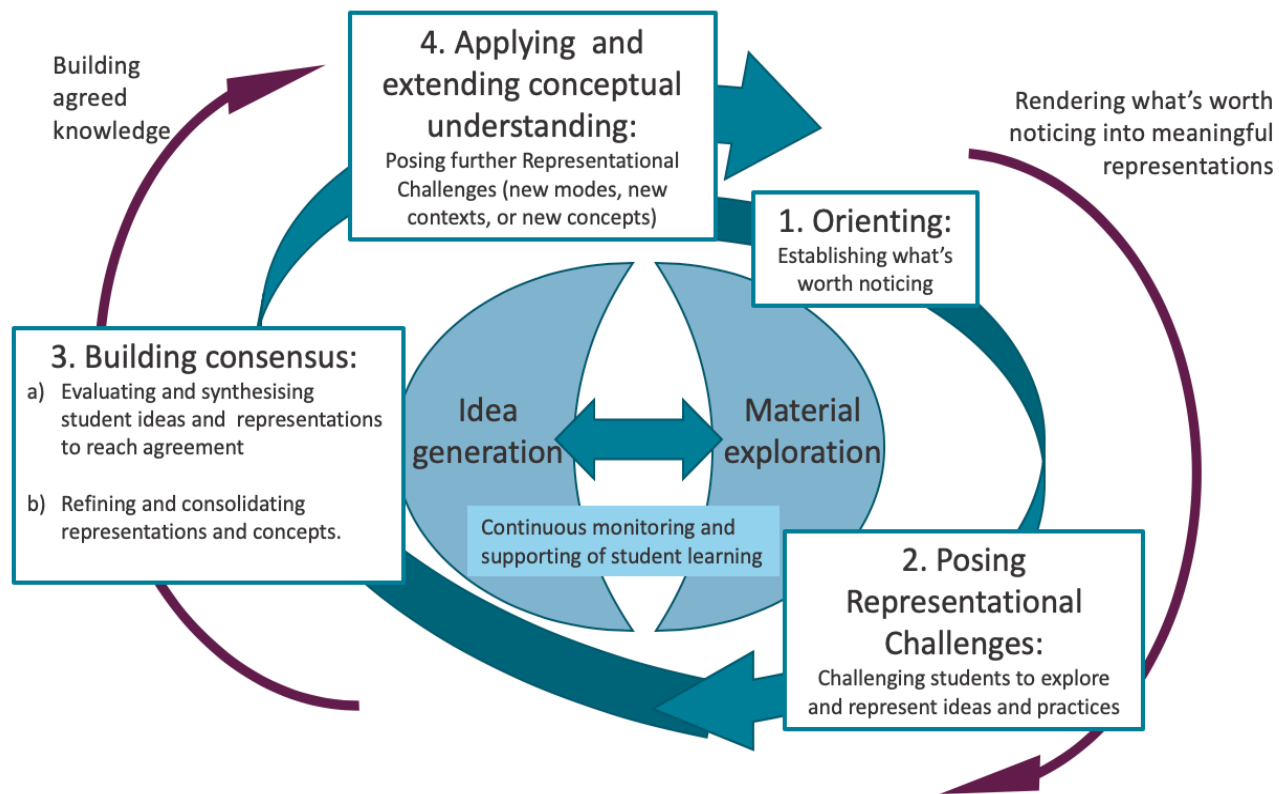 Building
agreed
knowledge
4. Applying and
extending conceptual
understanding:
Posing further Representational
Challenges (new modes, new
contexts, or new concepts)
Rendering what's worth
noticing into meaningful
representations
1. Orienting:
Establishing what's
worth noticing
3. Building consensus:
a) Evaluating and synthesising
student ideas and representations
to reach agreement
b) Refining and consolidating
representations and concepts.
Idea
generation
Material
exploration
Continuous monitoring and
supporting of student learning
2. Posing
Representational
Challenges:
Challenging students to explore
and represent ideas and practices